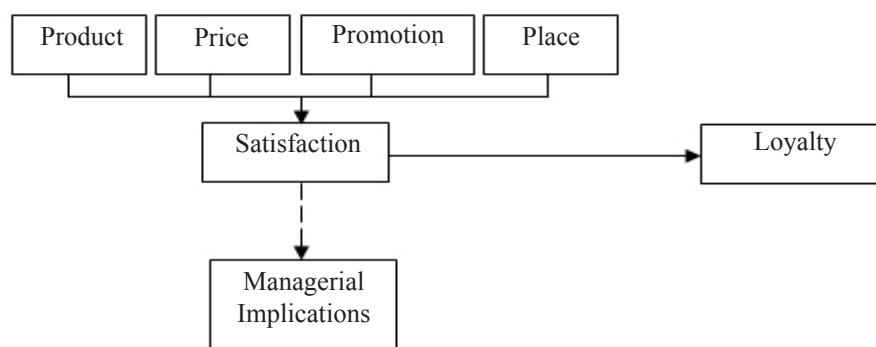 Product
Price
Promotion
Place
Satisfaction
Loyalty
Managerial
Implications